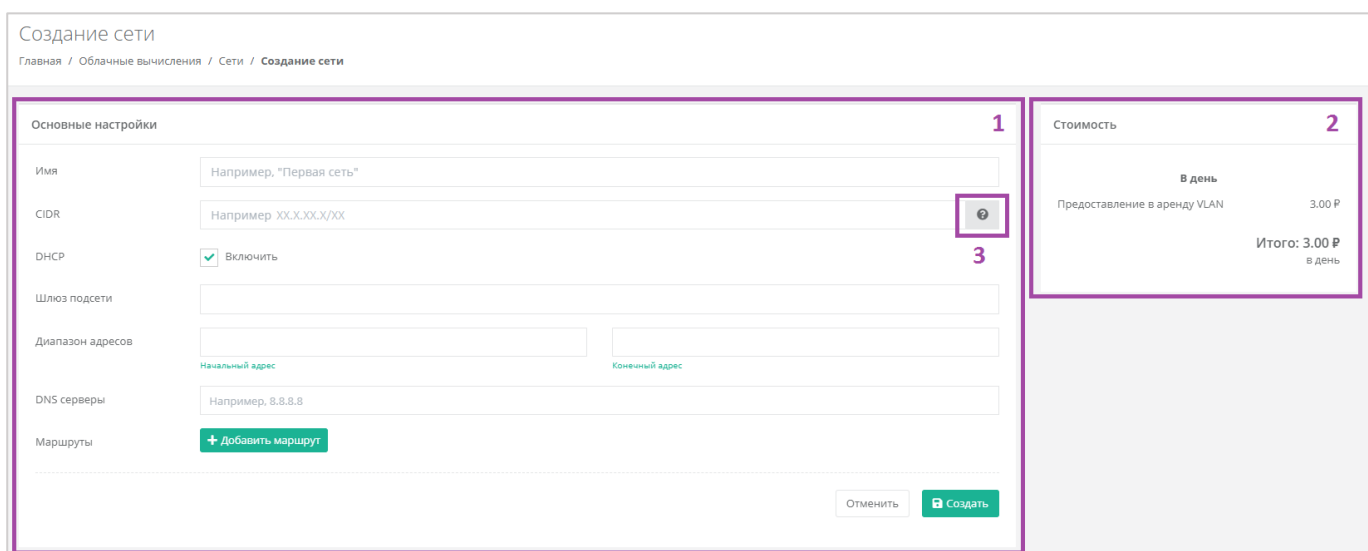 Создание сети
Главная / Облачные вычисления / Сети / Создание сети
Основные настройки 1
Имя Например, "Первая сеть"
CIDR Например XX.X.XX.X/XX
DHCP Включить 3
Шлюз подсети
Диапазон адресов
Начальный адрес Конечный адрес
DNS серверы Например, 8.8.8.8
Маршруты + Добавить маршрут
Отменить Создать
Стоимость 2
В день
Предоставление в аренду VLAN 3.00 ₽
Итого: 3.00 ₽
в день